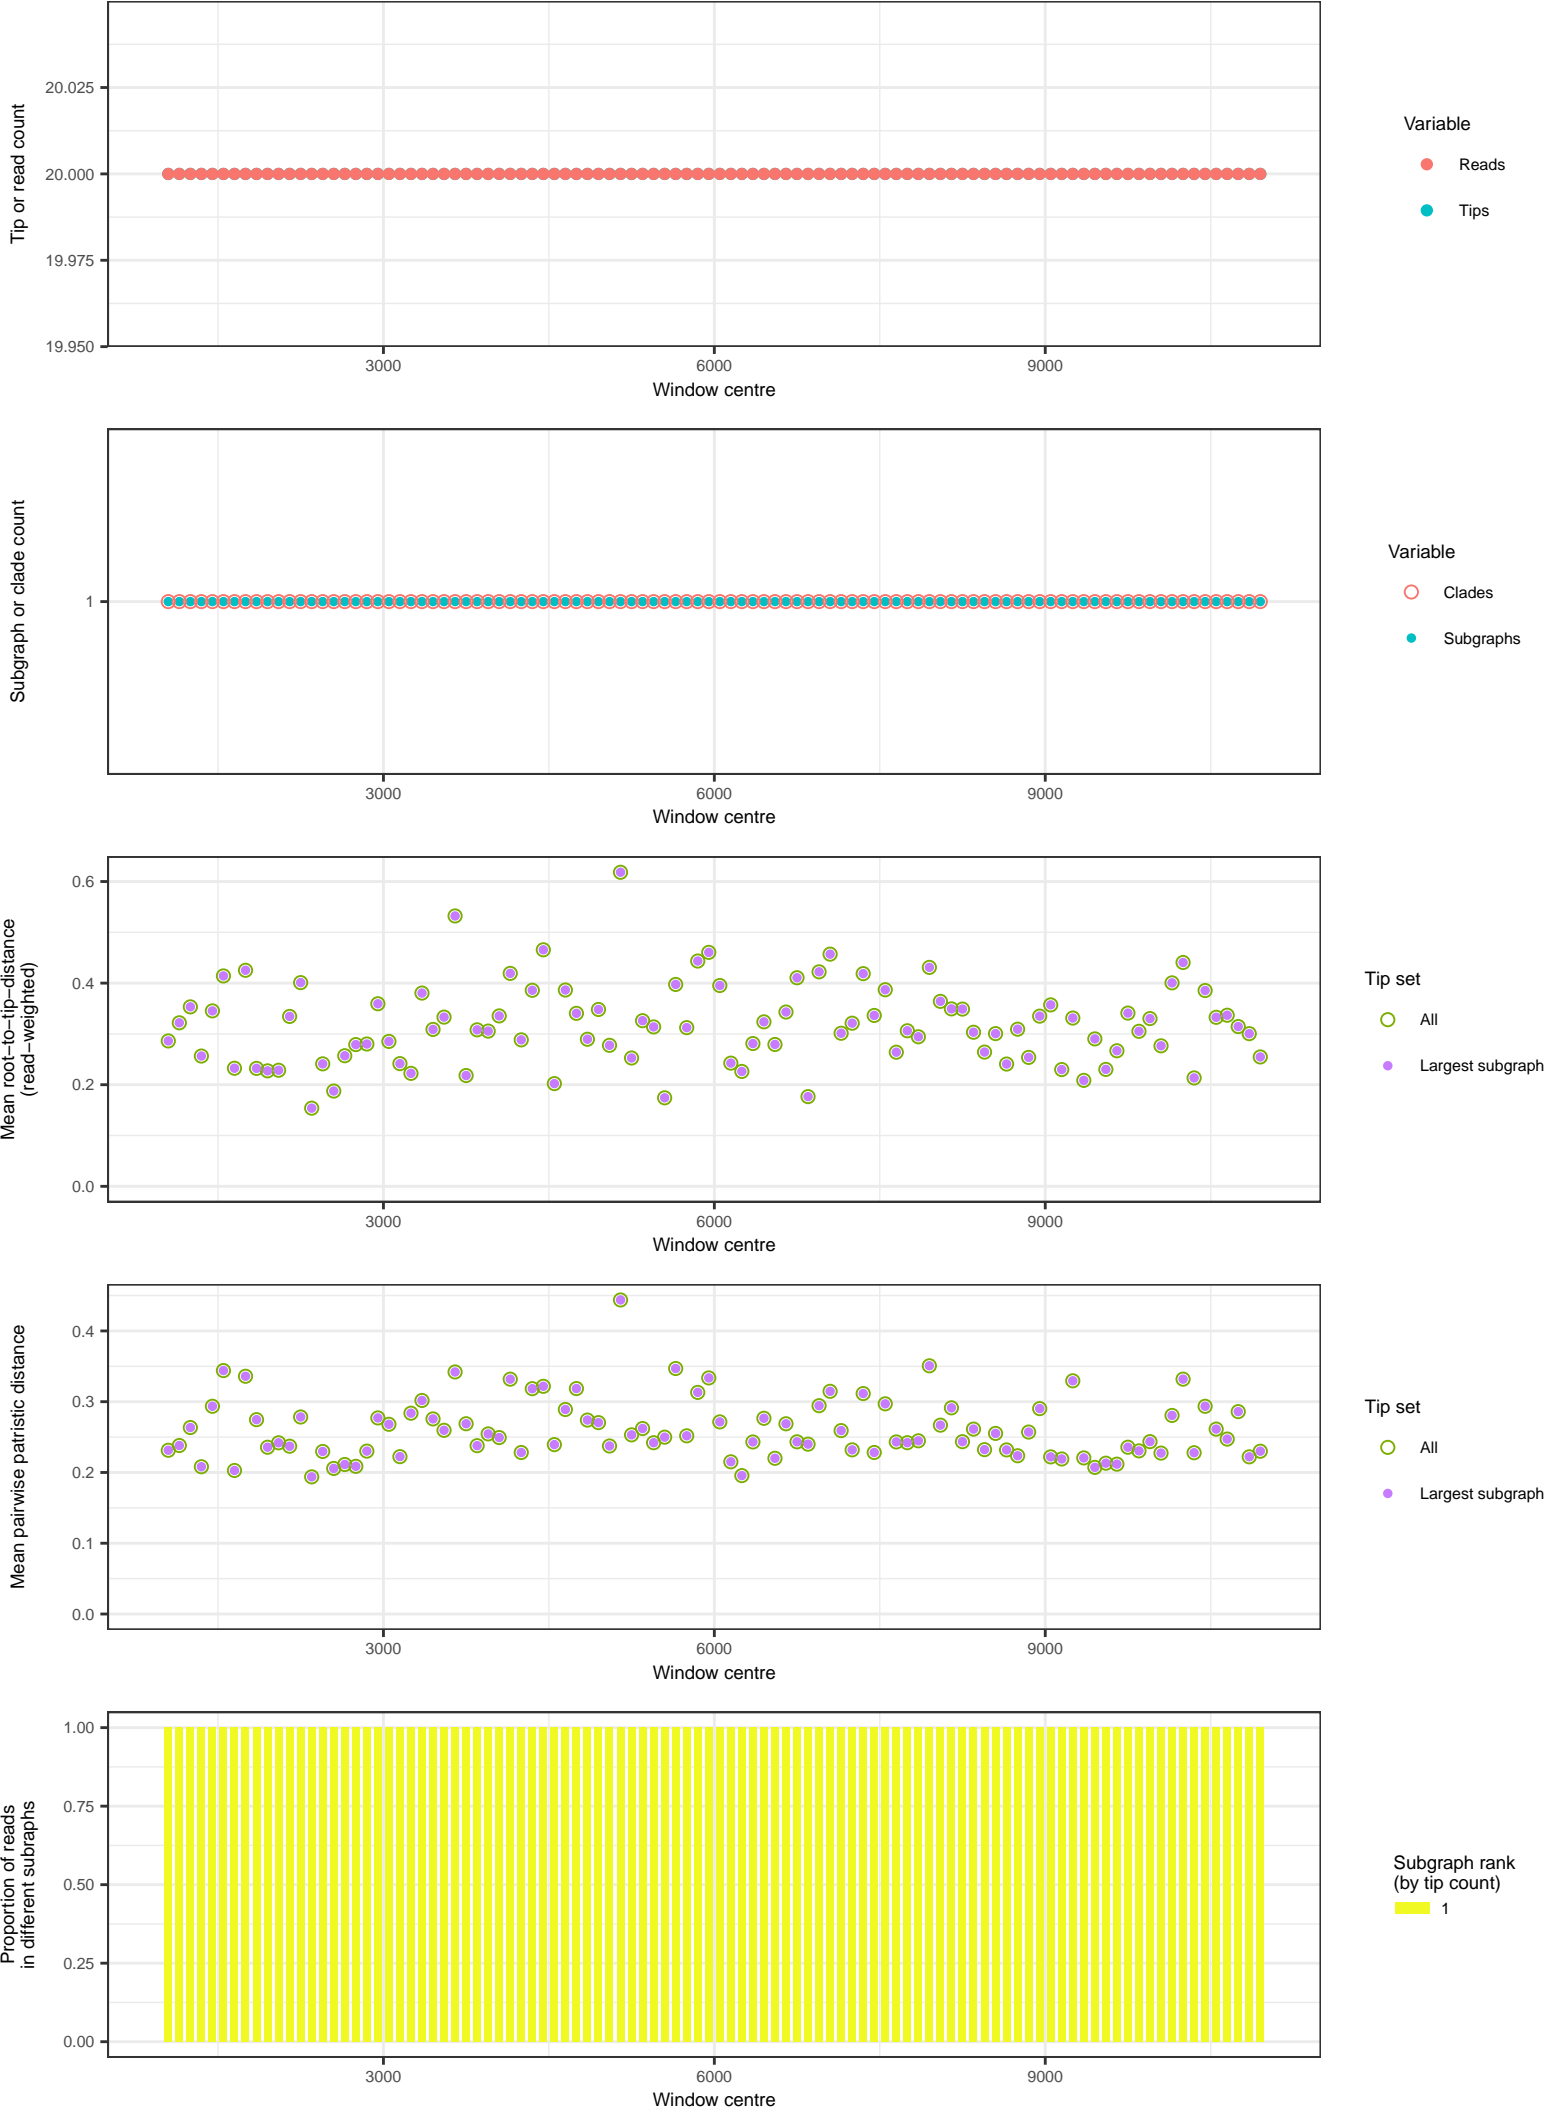 20.025
20.000
19.975
19.950
Tip or read count
3000 6000 9000
Window centre
Variable
Reads
Tips
1
Subgraph or clade count
3000 6000 9000
Window centre
Variable
Clades
Subgraphs
0.6
0.4
0.2
0.0
Mean root−to−tip−distance
(read−weighted)
3000 6000 9000
Window centre
Tip set
All
Largest subgraph
0.4
0.3
0.2
0.1
0.0
Mean pairwise patristic distance
3000 6000 9000
Window centre
Tip set
All
Largest subgraph
1.00
0.75
0.50
0.25
0.00
Proportion of reads
in different subraphs
3000 6000 9000
Window centre
Subgraph rank
(by tip count)
1